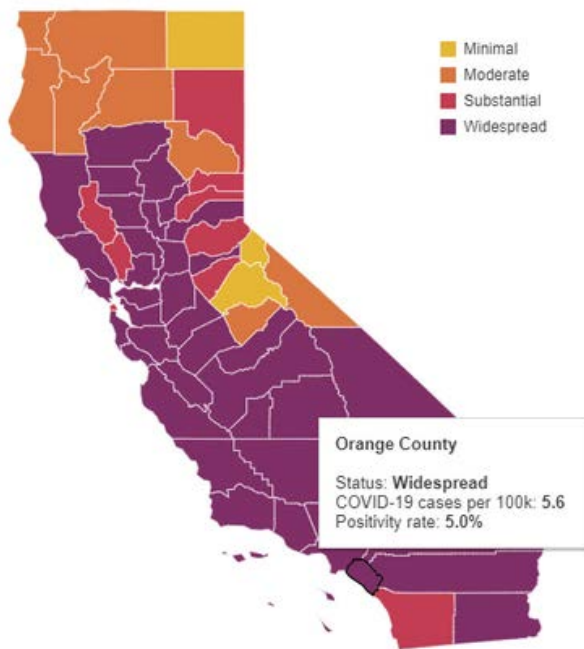 Minimal
Moderate
Substantial
Widespread
Orange County
Status: Widespread
COVID-19 cases per 100k: 5.6
Positivity rate: 5.0%